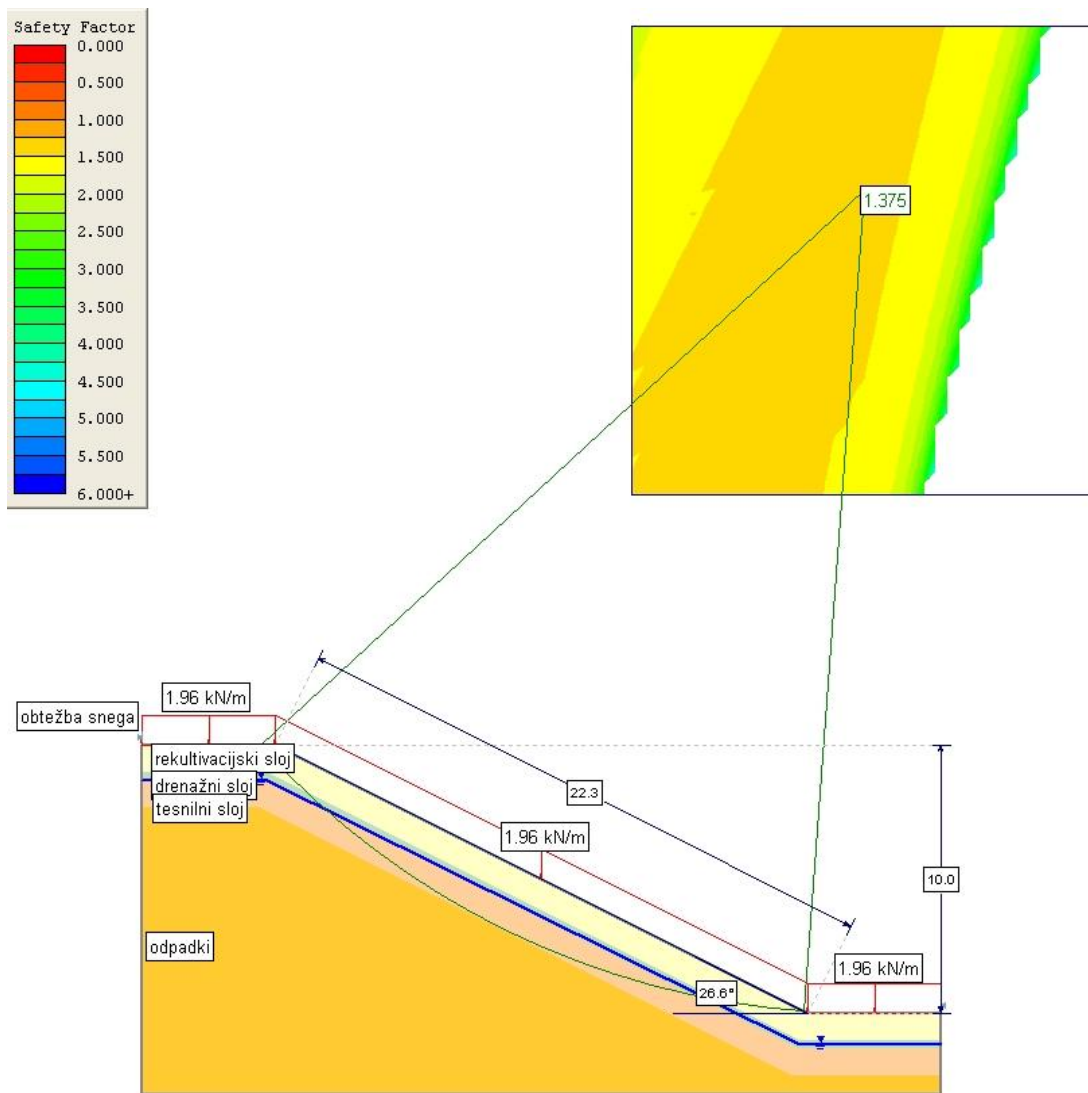 Safety Factor
0.000
0.500
1.000
1.500
2.000
2.500
3.000
3.500
4.000
4.500
5.000
5.500
6.000+
1.375
1.96 kN/m
obtežba snega
rekultivacijski sloj
drenažni sloj
tesnilni sloj
22.3
1.96 kN/m
10.0
odpadki
1.96 kN/m
26.6°